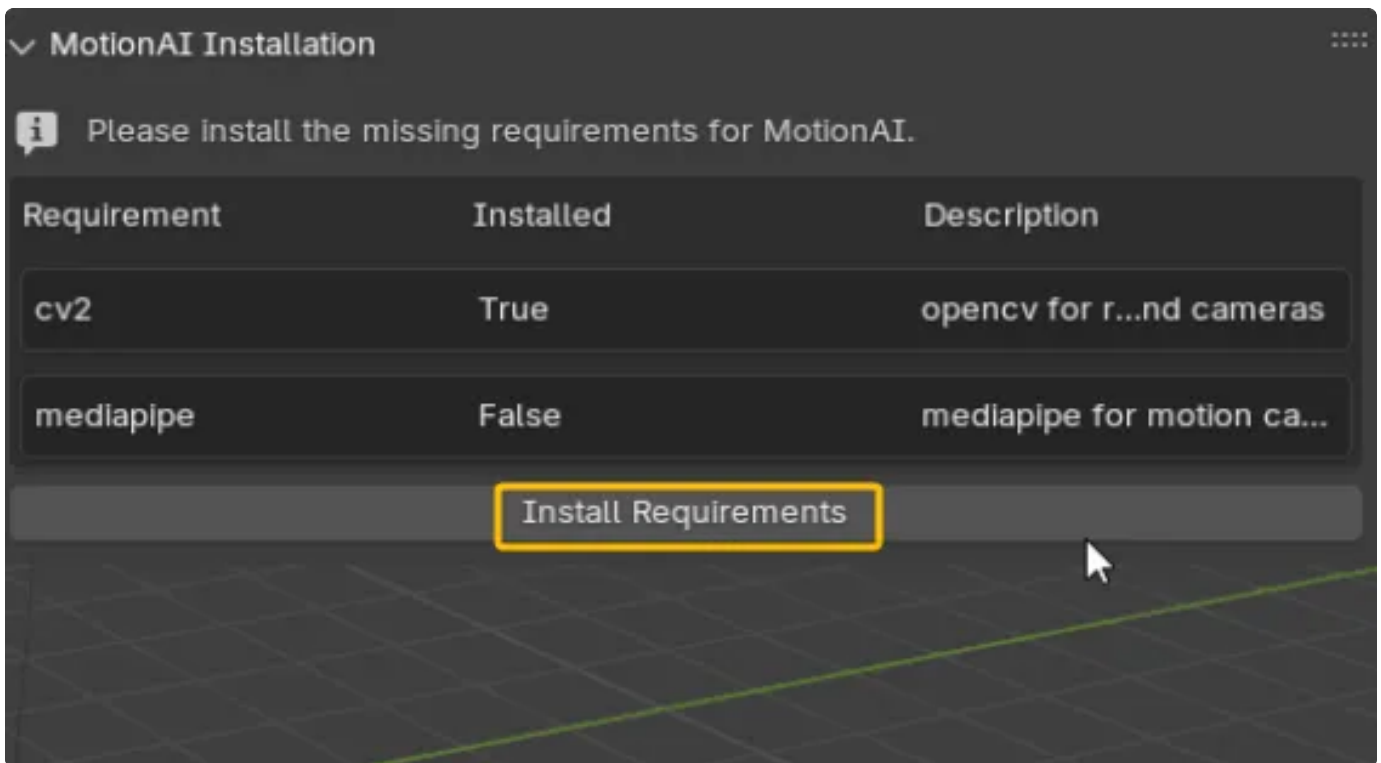 MotionAI Installation
Please install the missing requirements for MotionAI.
Requirement Installed Description
cv2 True opencv for r...nd cameras
mediapipe False mediapipe for motion ca...
Install Requirements